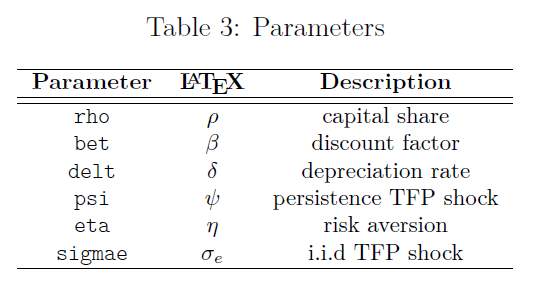 Table 3: Parameters
Parameter LATEX Description
rho ρ capital share
bet β discount factor
delt δ depreciation rate
psi ψ persistence TFP shock
eta η risk aversion
sigmae σₑ i.i.d TFP shock